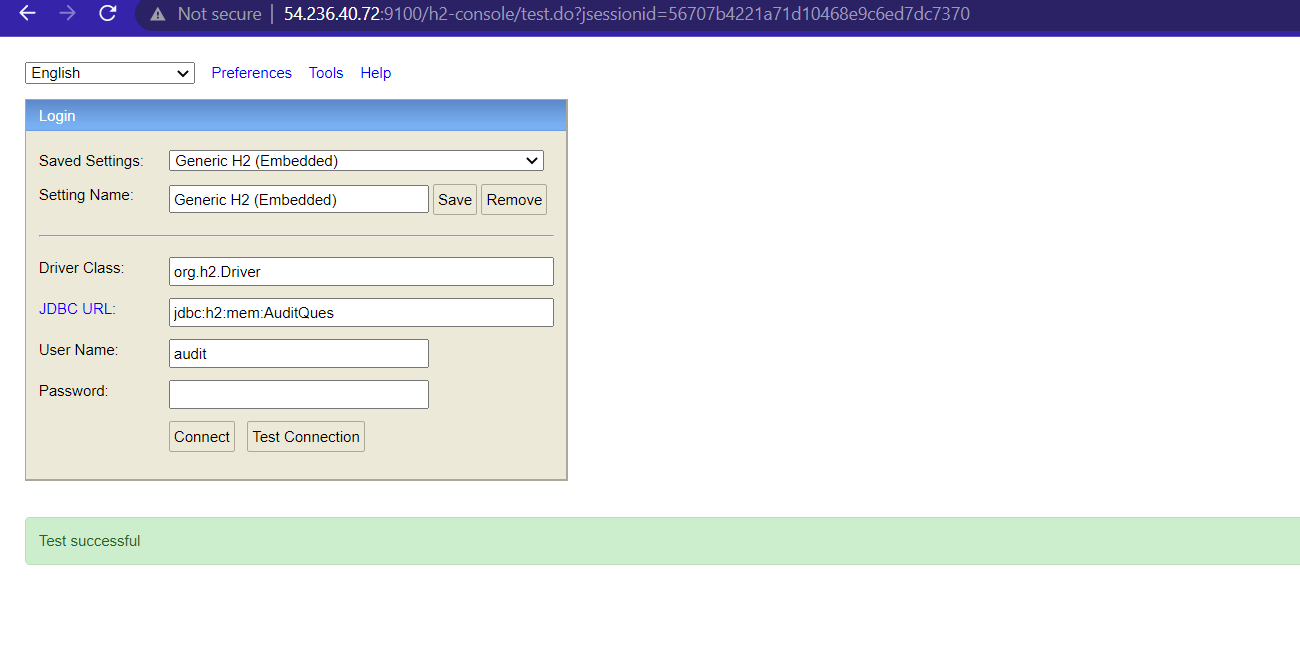 Not secure | 54.236.40.72:9100/h2-console/test.do?jsessionid=56707b4221a71d10468e9c6ed7dc7370
English Preferences Tools Help
Login
Saved Settings: Generic H2 (Embedded)
Setting Name: Generic H2 (Embedded) Save Remove
Driver Class: org.h2.Driver
JDBC URL: jdbc:h2:mem:AuditQues
User Name: audit
Password:
Connect Test Connection
Test successful